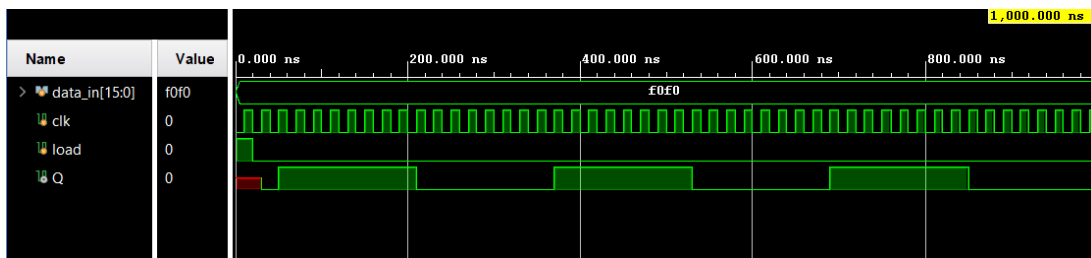 1,000.000 ns
Name Value
0.000 ns 200.000 ns 400.000 ns 600.000 ns 800.000 ns
data_in[15:0] f0f0 f0f0
clk 0
load 0
Q 0